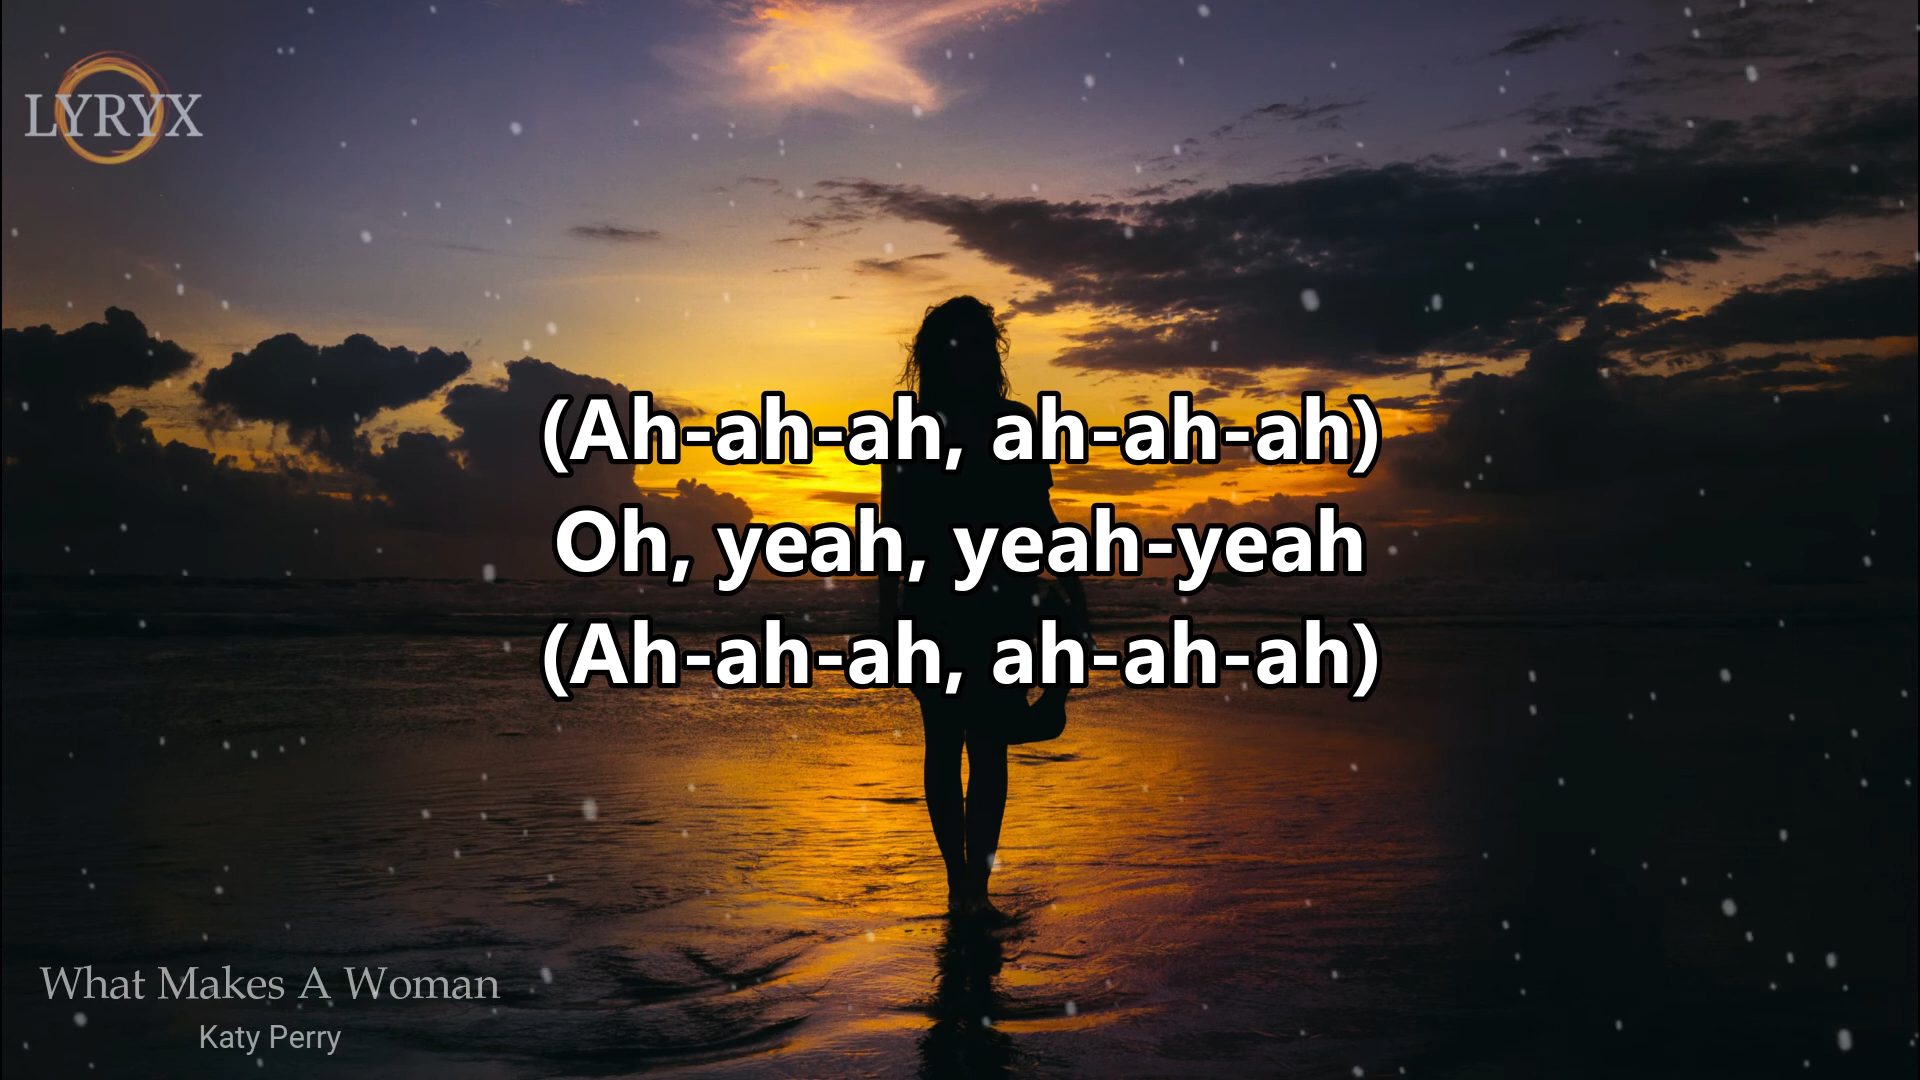 LYRYX
(Ah-ah-ah, ah-ah-ah)
Oh, yeah, yeah-yeah
(Ah-ah-ah, ah-ah-ah)
What Makes A Woman
Katy Perry